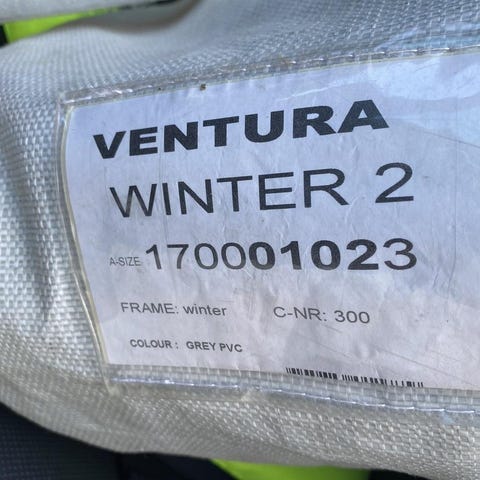 VENTURA
WINTER 2
A-SIZE 170001023
FRAME: winter C-NR: 300
COLOUR : GREY PVC